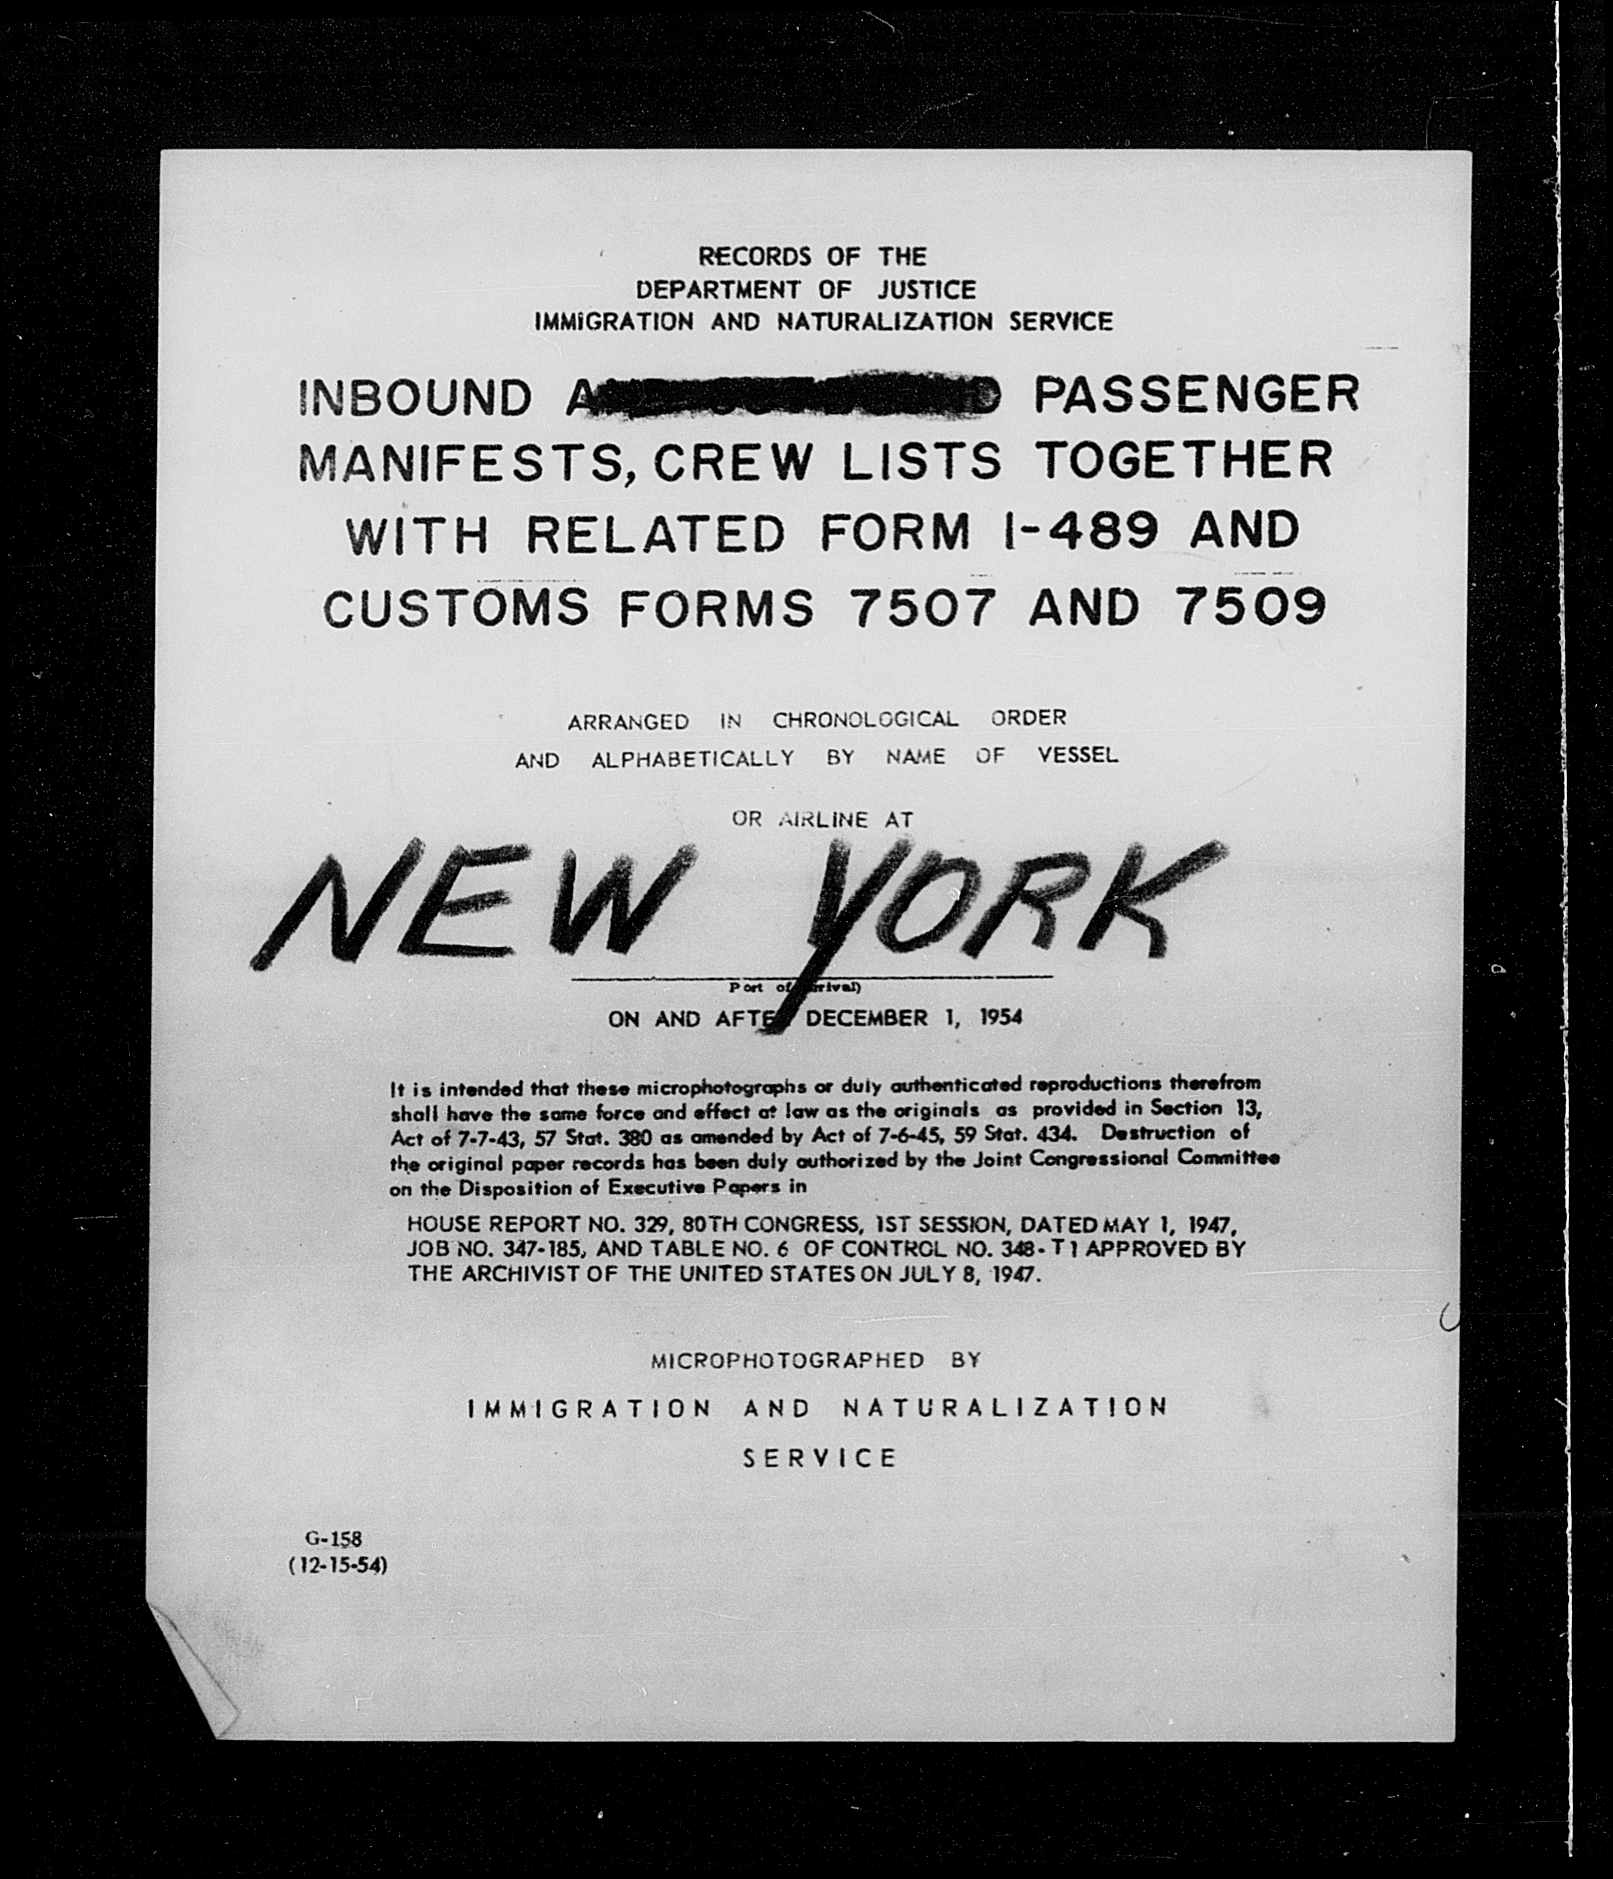 RECORDS OF THE
DEPARTMENT OF JUSTICE
IMMIGRATION AND NATURALIZATION SERVICE
INBOUND PASSENGER
MANIFESTS, CREW LISTS TOGETHER
WITH RELATED FORM I-489 AND
CUSTOMS FORMS 7507 AND 7509
ARRANGED IN CHRONOLOGICAL ORDER
AND ALPHABETICALLY BY NAME OF VESSEL
OR AIRLINE AT
NEW YORK
Port of
ON AND AFTER DECEMBER 1, 1954
It is intended that these microphotographs or duly authenticated reproductions therefrom
shall have the same force and effect at law as the originals as provided in Section 13,
Act of 7-7-43, 57 Stat. 380 as amended by Act of 7-6-45, 59 Stat. 434. Destruction of
the original paper records has been duly authorized by the Joint Congressional Committee
on the Disposition of Executive Papers in
HOUSE REPORT NO. 329, 80TH CONGRESS, 1ST SESSION, DATED MAY 1, 1947,
JOB NO. 347-185, AND TABLE NO. 6 OF CONTROL NO. 348-T1 APPROVED BY
THE ARCHIVIST OF THE UNITED STATES ON JULY 8, 1947.
MICROPHOTOGRAPHED BY
IMMIGRATION AND NATURALIZATION
SERVICE
G-158
(12-15-54)